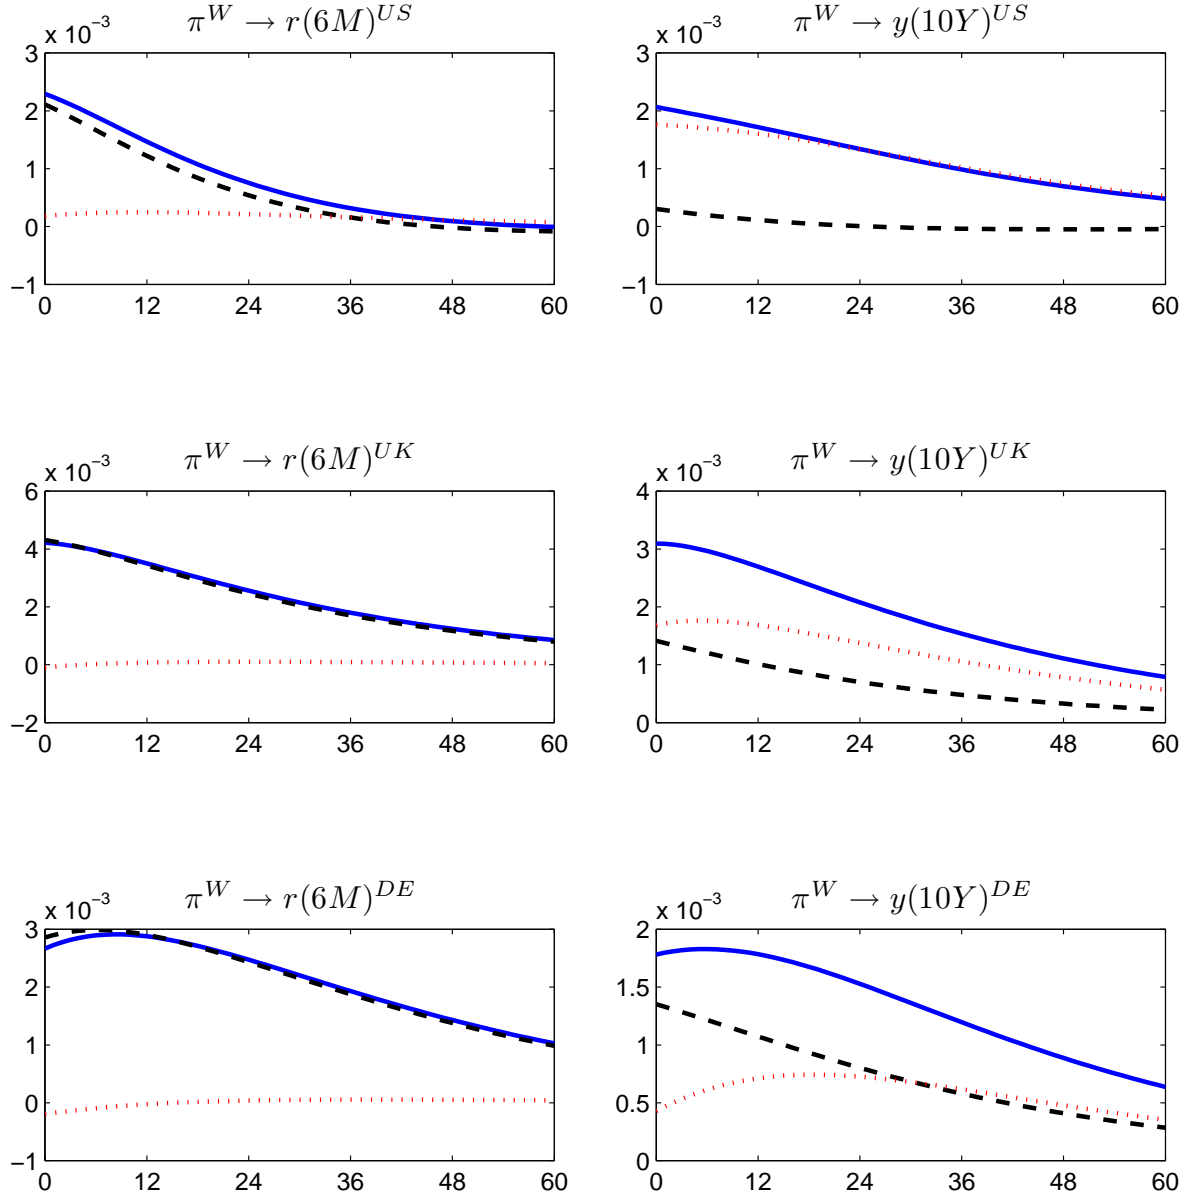 π^W → r(6M)^{US}
x 10^{−3}
3
2
1
0
−1
0 12 24 36 48 60
π^W → y(10Y)^{US}
x 10^{−3}
3
2
1
0
−1
0 12 24 36 48 60
π^W → r(6M)^{UK}
x 10^{−3}
6
4
2
0
−2
0 12 24 36 48 60
π^W → y(10Y)^{UK}
x 10^{−3}
4
3
2
1
0
0 12 24 36 48 60
π^W → r(6M)^{DE}
x 10^{−3}
3
2
1
0
−1
0 12 24 36 48 60
π^W → y(10Y)^{DE}
x 10^{−3}
2
1.5
1
0.5
0
0 12 24 36 48 60